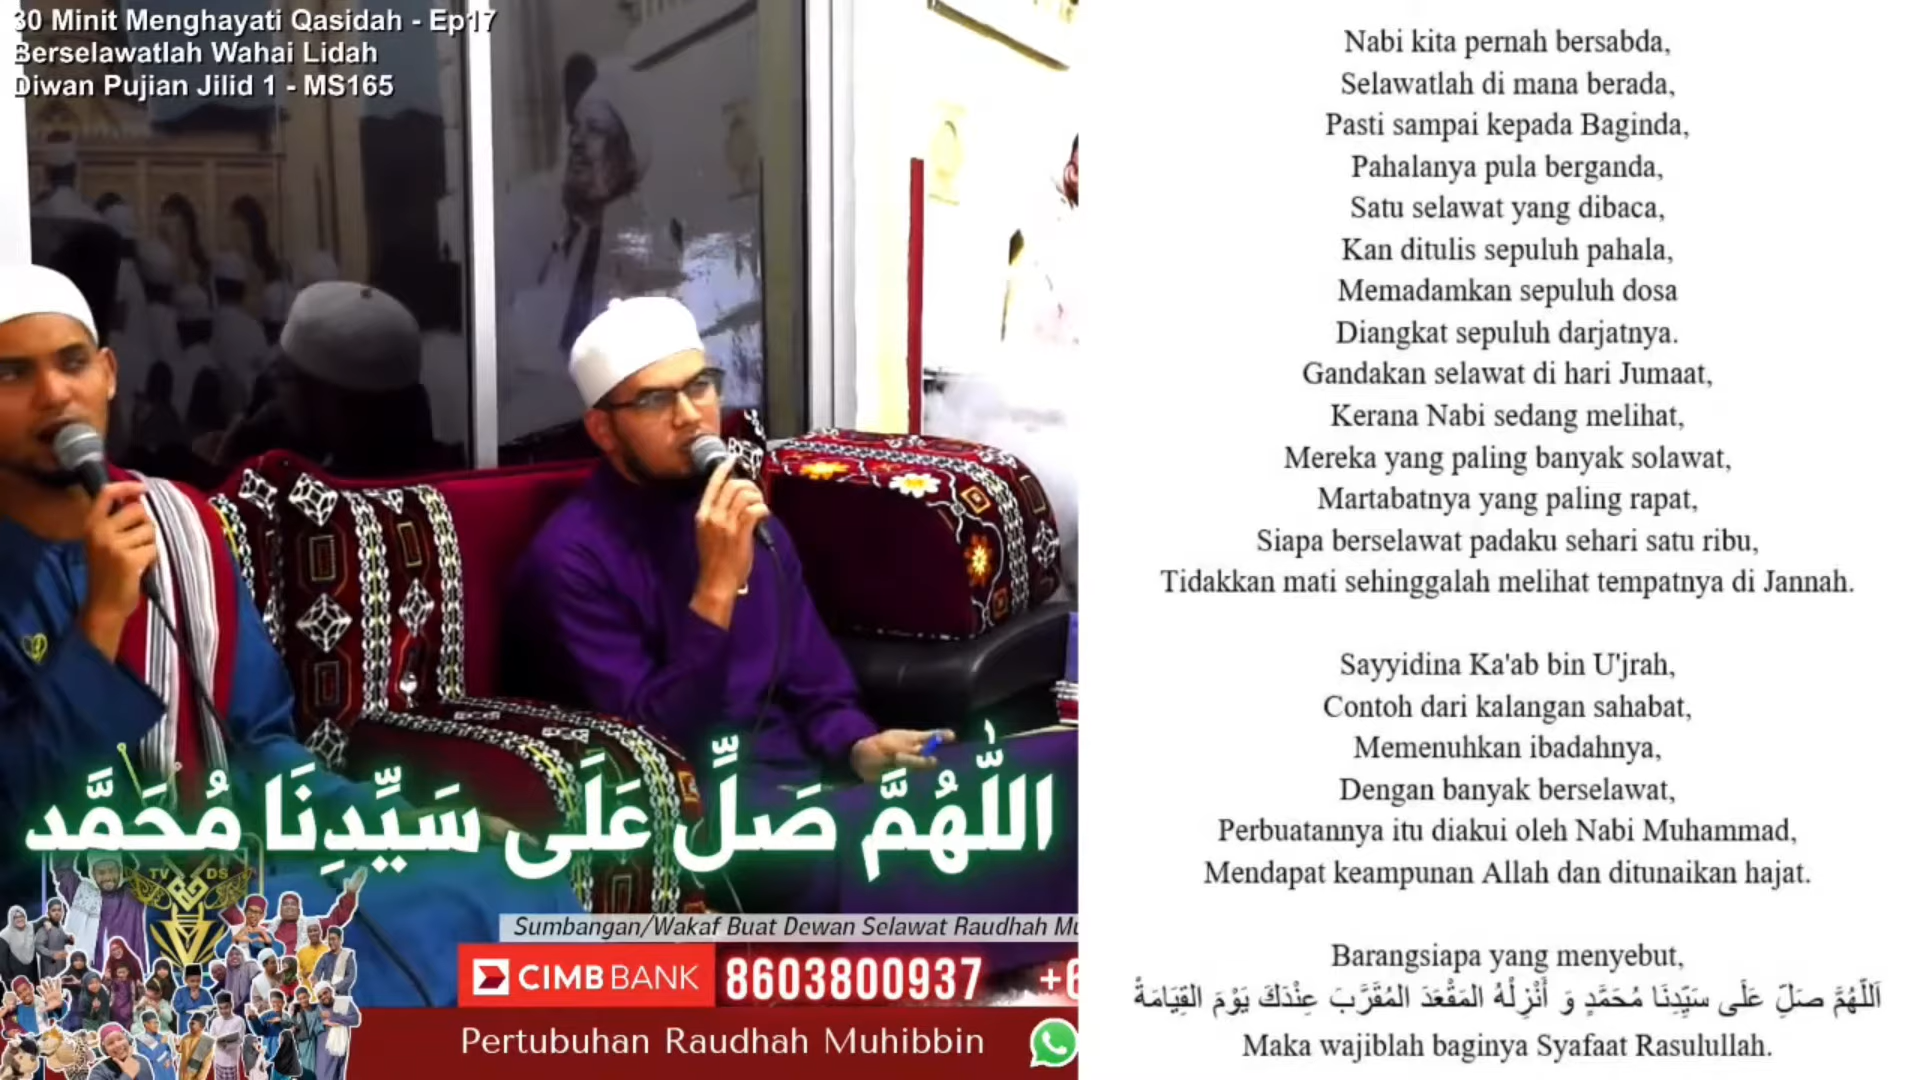 30 Minit Menghayati Qasidah - Ep17
Berselawatlah Wahai Lidah
Diwan Pujian Jilid 1 - MS165
اللّٰهُمَّ صَلِّ عَلَى سَيِّدِنَا مُحَمَّد
TV DS
Sumbangan/Wakaf Buat Dewan Selawat Raudhah
CIMB BANK 8603800937 +6
Pertubuhan Raudhah Muhibbin
Nabi kita pernah bersabda,
Selawatlah di mana berada,
Pasti sampai kepada Baginda,
Pahalanya pula berganda,
Satu selawat yang dibaca,
Kan ditulis sepuluh pahala,
Memadamkan sepuluh dosa
Diangkat sepuluh darjatnya.
Gandakan selawat di hari Jumaat,
Kerana Nabi sedang melihat,
Mereka yang paling banyak solawat,
Martabatnya yang paling rapat,
Siapa berselawat padaku sehari satu ribu,
Tidakkan mati sehinggalah melihat tempatnya di Jannah.
Sayyidina Ka'ab bin U'jrah,
Contoh dari kalangan sahabat,
Memenuhkan ibadahnya,
Dengan banyak berselawat,
Perbuatannya itu diakui oleh Nabi Muhammad,
Mendapat keampunan Allah dan ditunaikan hajat.
Barangsiapa yang menyebut,
اَللّٰهُمَّ صَلِّ عَلَى سَيِّدِنَا مُحَمَّدٍ وَ أَنْزِلْهُ المَقْعَدَ المُقَرَّبَ عِنْدَكَ يَوْمَ القِيَامَةْ
Maka wajiblah baginya Syafaat Rasulullah.